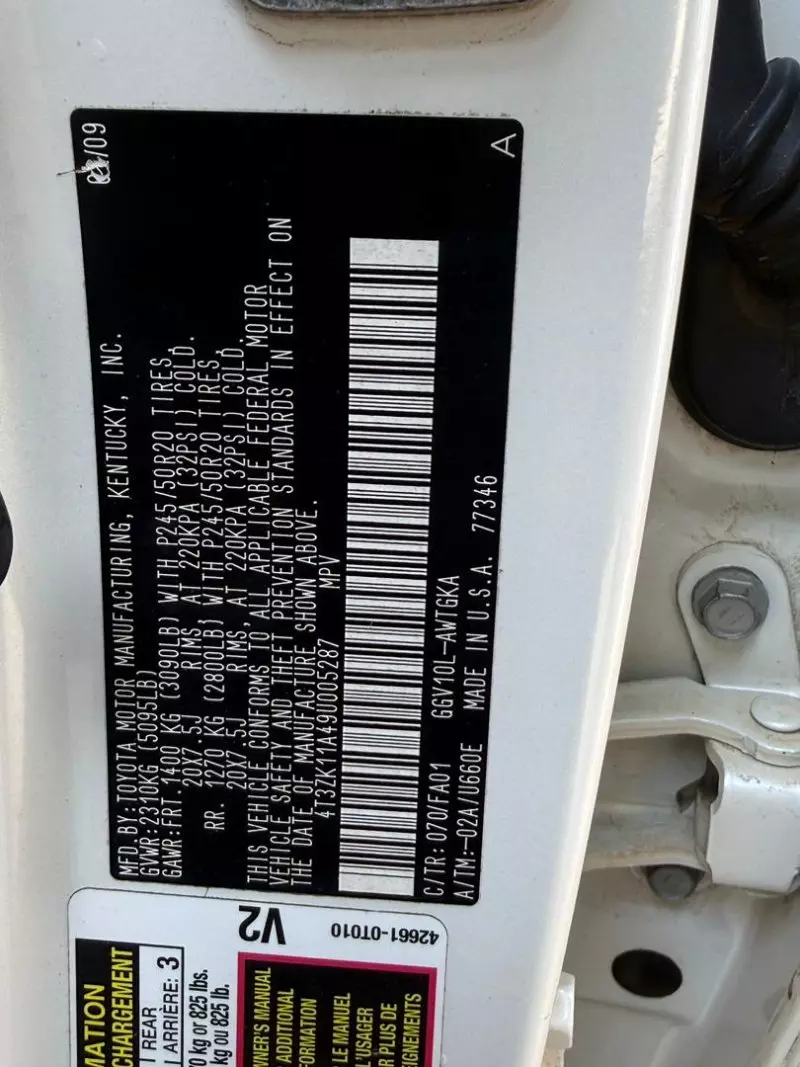 MFD. BY: TOYOTA MOTOR MANUFACTURING, KENTUCKY, INC. /09
GVWR: 2310KG (5095LB)
GAWR: FRT. 1400 KG (3090LB) WITH P245/50R20 TIRES
20X7.5J RIMS, AT 220KPA (32PSI) COLD.
RR. 1270 KG (2800LB) WITH P245/50R20 TIRES,
20X7.5J RIMS, AT 220KPA (32PSI) COLD.
THIS VEHICLE CONFORMS TO ALL APPLICABLE FEDERAL MOTOR
VEHICLE SAFETY AND THEFT PREVENTION STANDARDS IN EFFECT ON
THE DATE OF MANUFACTURE SHOWN ABOVE.
4T3ZK11A49U005287 MPV
C/TR: 070/FA01 GGV10L-AWTGKA
A/TM:-02A/U660E MADE IN U.S.A. 77346 A
V2
42661-0T010
CHARGEMENT
REAR
ARRIÈRE: 3
kg or 825 lbs.
kg ou 825 lb.
OWNER'S MANUAL
ADDITIONAL
LE MANUEL
L'USAGER
PLUS DE